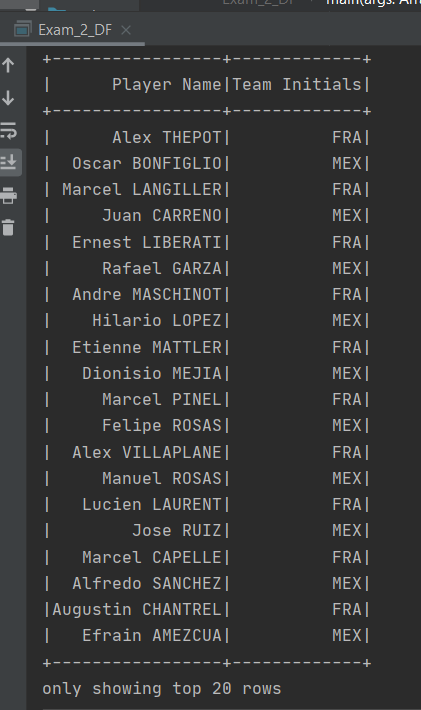 Exam_2_DF
main(args: Arr
Exam_2_DF
+-----------------+-------------+
|      Player Name|Team Initials|
+-----------------+-------------+
|      Alex THEPOT|          FRA|
|  Oscar BONFIGLIO|          MEX|
| Marcel LANGILLER|          FRA|
|     Juan CARRENO|          MEX|
|  Ernest LIBERATI|          FRA|
|     Rafael GARZA|          MEX|
|  Andre MASCHINOT|          FRA|
|    Hilario LOPEZ|          MEX|
|  Etienne MATTLER|          FRA|
|   Dionisio MEJIA|          MEX|
|     Marcel PINEL|          FRA|
|     Felipe ROSAS|          MEX|
|  Alex VILLAPLANE|          FRA|
|     Manuel ROSAS|          MEX|
|   Lucien LAURENT|          FRA|
|        Jose RUIZ|          MEX|
|   Marcel CAPELLE|          FRA|
|  Alfredo SANCHEZ|          MEX|
|Augustin CHANTREL|          FRA|
|   Efrain AMEZCUA|          MEX|
+-----------------+-------------+
only showing top 20 rows